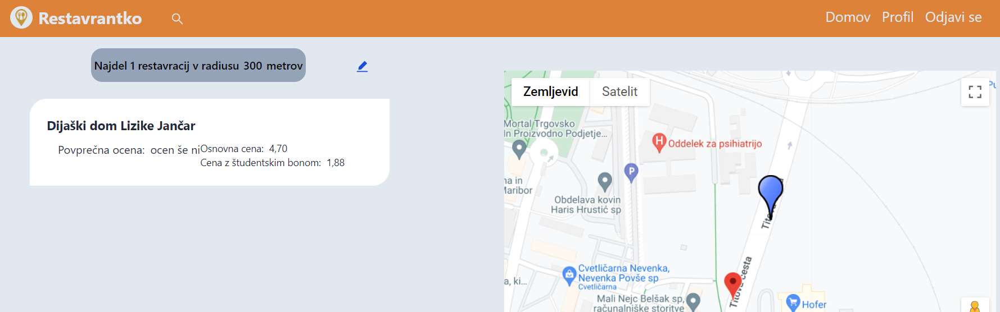 Restavrantko
Domov Profil Odjavi se
Najdel 1 restavracij v radiusu 300 metrov
Dijaški dom Lizike Jančar
Povprečna ocena: ocen še ni
Osnovna cena: 4,70
Cena z študentskim bonom: 1,88
Zemljevid Satelit
Mortal Trgovsko
In Proizvodno Podjetje...
H
Oddelek za psihiatrijo
P
na in
Maribor
Obdelava kovin
Haris Hrustić sp
Titova
Cvetličarna Nevenka,
Nevenka Povše sp
Cvetličarna
a, ki...
Titova cesta
Mali Nejc Belšak sp,
računalniške storitve
Hofer